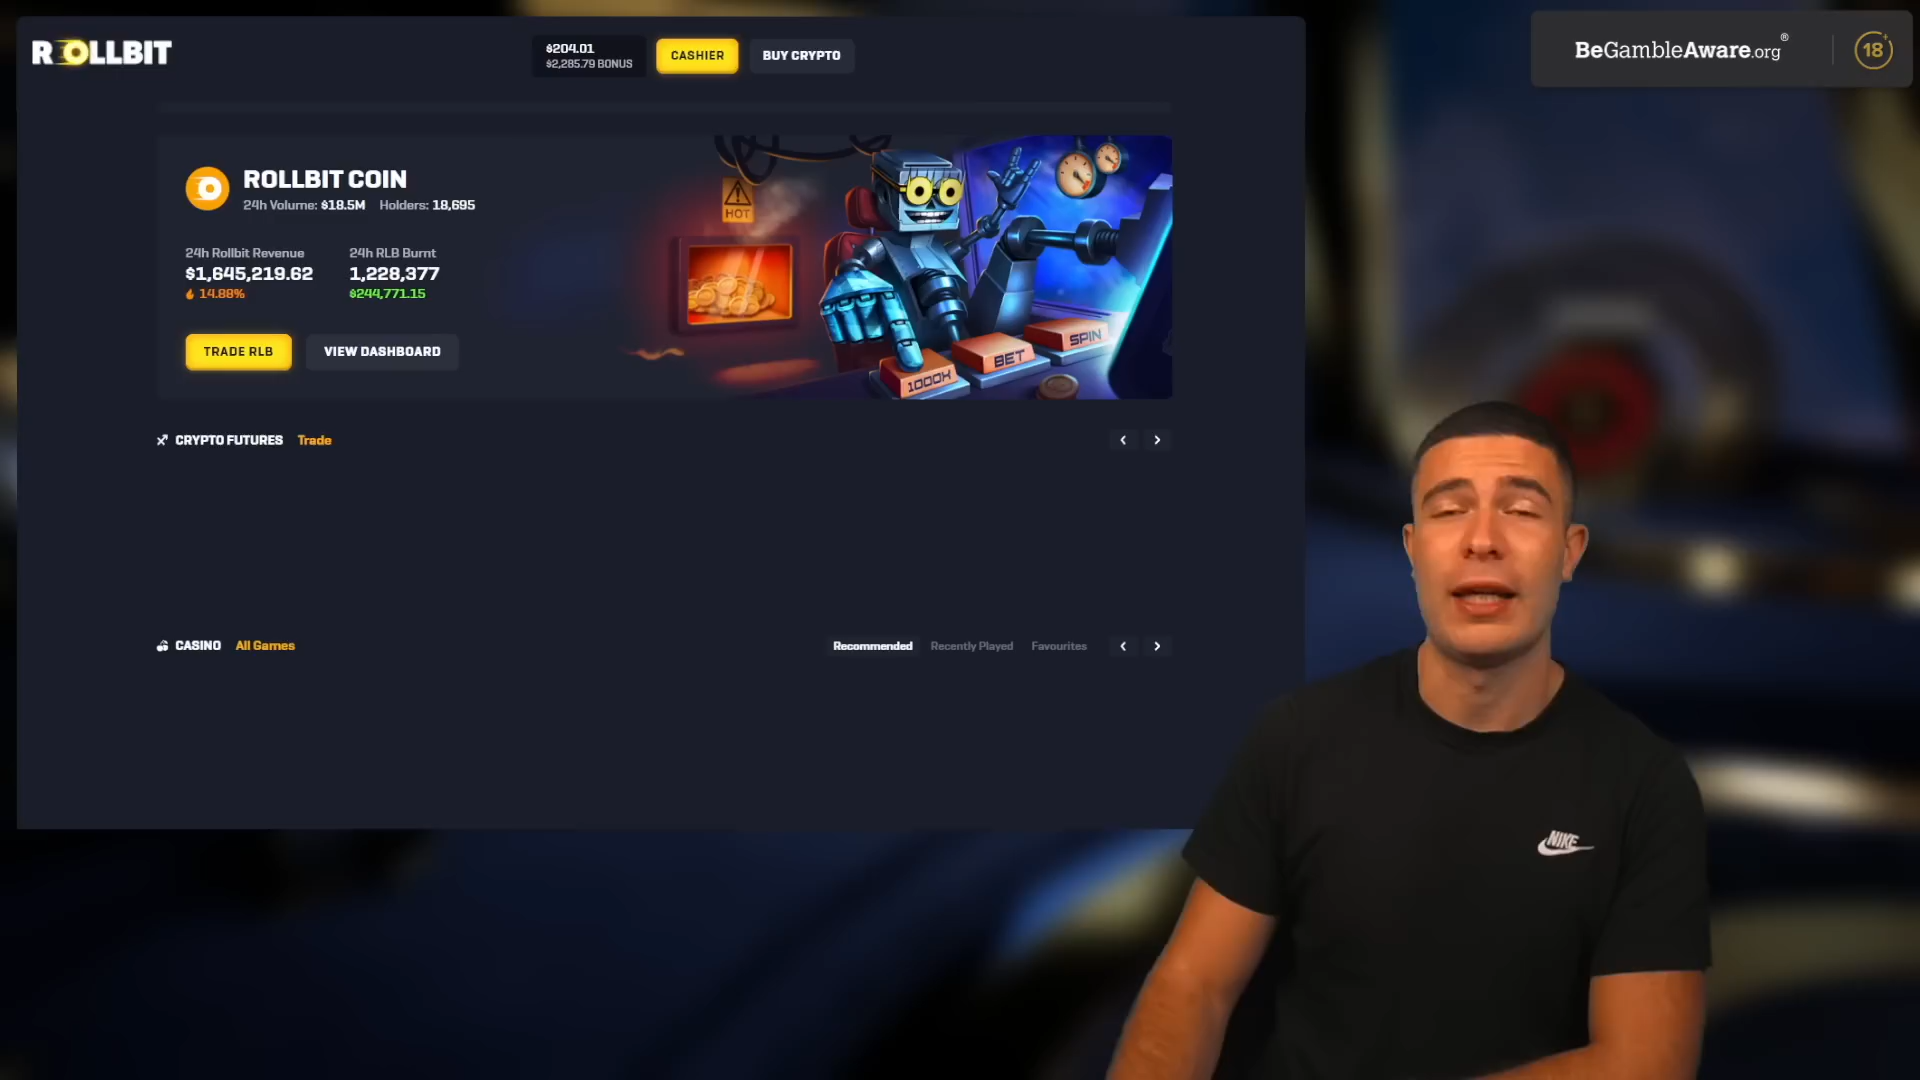 ROLLBIT
$204.01
$2,285.79 BONUS
CASHIER
BUY CRYPTO
BeGambleAware.org®
18+
ROLLBIT COIN
24h Volume: $18.5M Holders: 18,695
24h Rollbit Revenue
$1,645,219.62
14.88%
24h RLB Burnt
1,228,377
$244,771.15
TRADE RLB
VIEW DASHBOARD
HOT
1000X
BET
SPIN
CRYPTO FUTURES Trade
CASINO All Games
Recommended Recently Played Favourites
NIKE